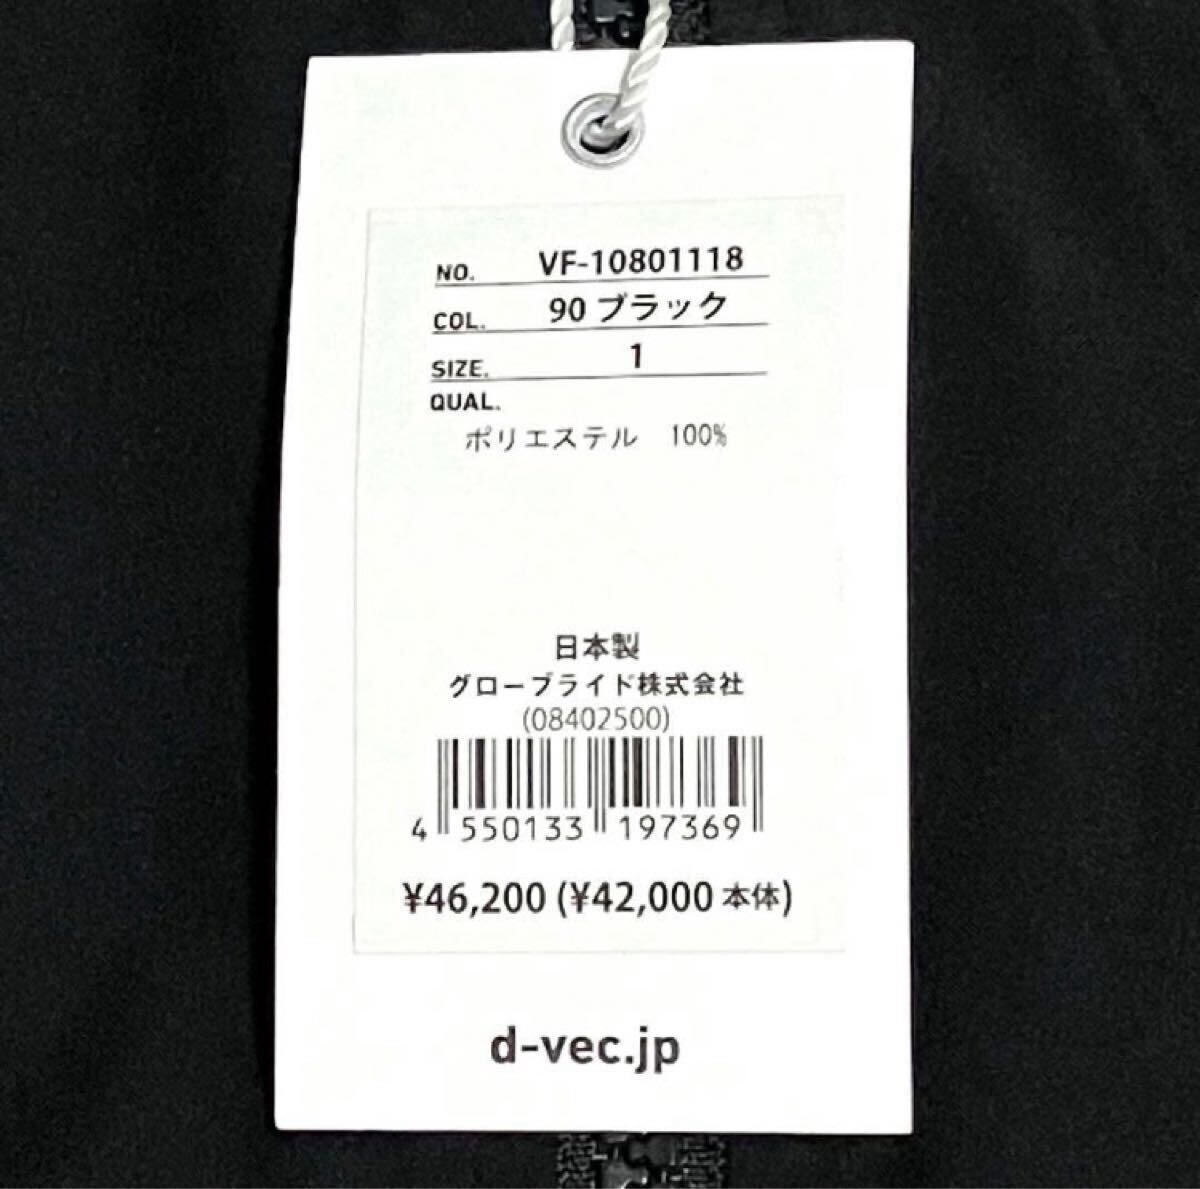 NO. VF-10801118
COL. 90 ブラック
SIZE. 1
QUAL.
ポリエステル 100%
日本製
グローブライド株式会社
(08402500)
4 550133 197369
¥46,200 (¥42,000 本体)
d-vec.jp